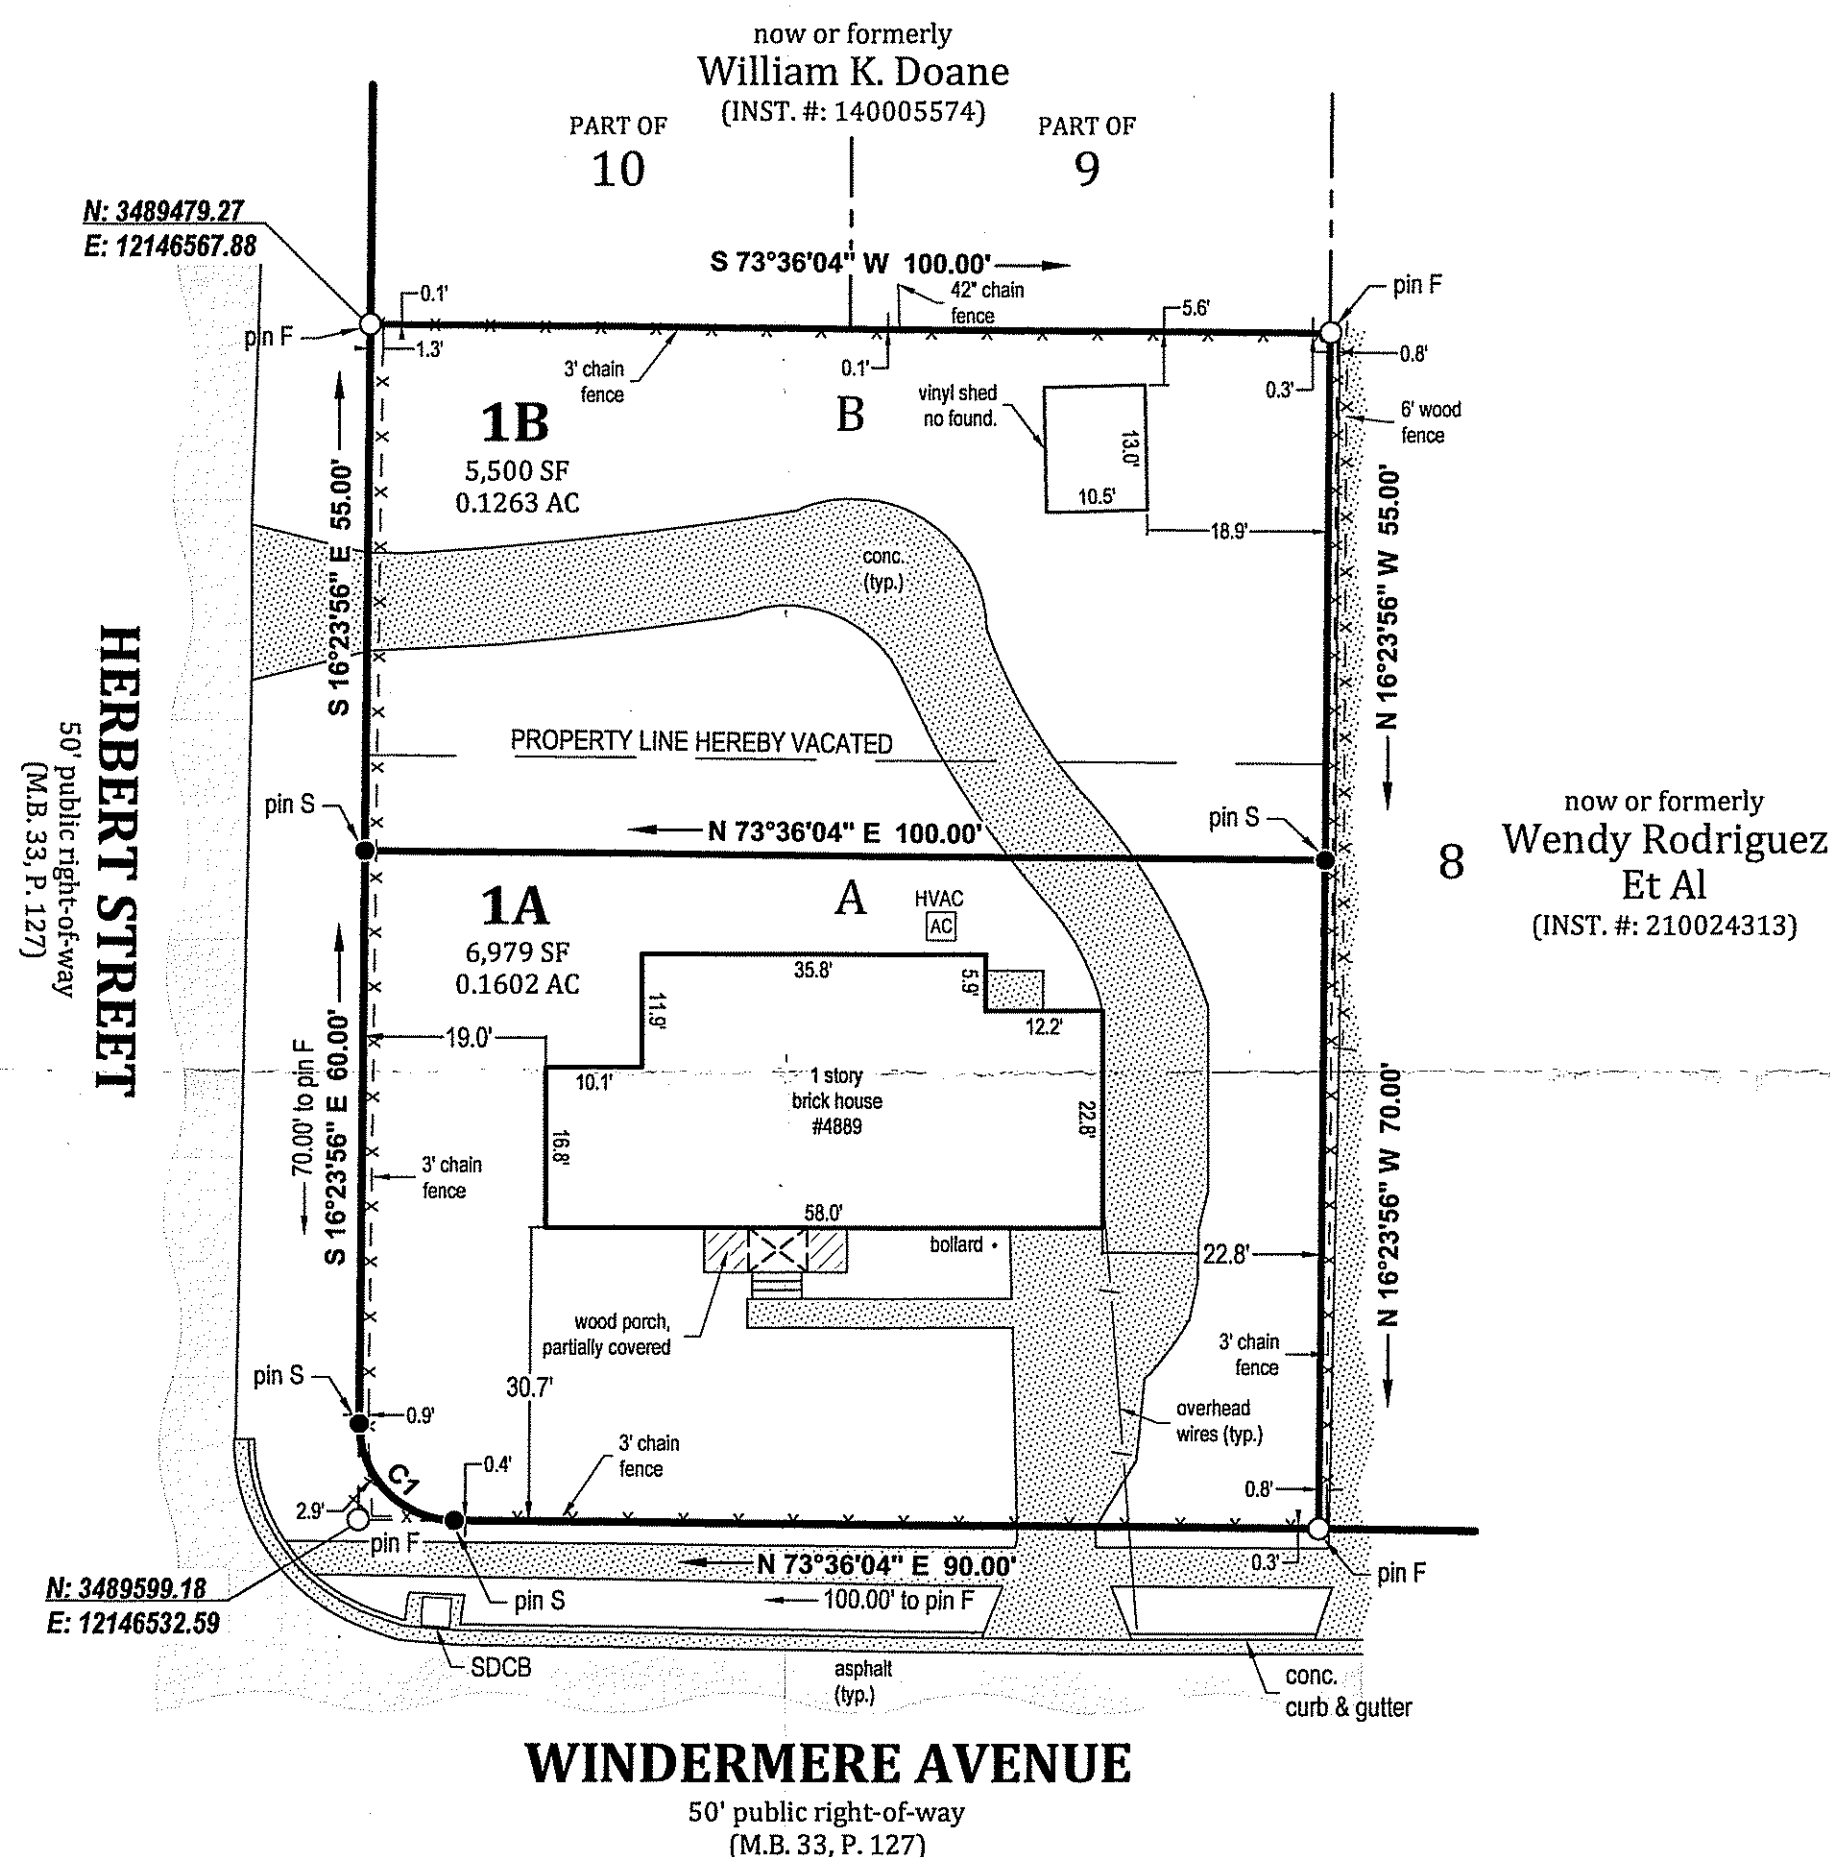 now or formerly
William K. Doane
(INST. #: 140005574)
PART OF
10
PART OF
9
N: 3489479.27
E: 12146567.88
S 73°36'04" W 100.00'
pin F
0.1'
42" chain
fence
5.6'
pin F
1.3'
3' chain
fence
0.1'
0.8'
0.3'
1B
5,500 SF
0.1263 AC
B
vinyl shed
no found.
13.0'
10.5'
6' wood
fence
18.9'
S 16°23'56" E 55.00'
N 16°23'56" W 55.00'
conc.
(typ.)
HERBERT STREET
50' public right-of-way
(M.B. 33, P. 127)
PROPERTY LINE HEREBY VACATED
pin S
N 73°36'04" E 100.00'
pin S
8
now or formerly
Wendy Rodriguez
Et Al
(INST. #: 210024313)
1A
6,979 SF
0.1602 AC
A
HVAC
AC
35.8'
5.9'
11.9'
12.2'
19.0'
10.1'
1 story
brick house
#4889
16.8'
22.8'
58.0'
70.00' to pin F
S 16°23'56" E 60.00'
N 16°23'56" W 70.00'
3' chain
fence
bollard
22.8'
wood porch,
partially covered
3' chain
fence
30.7'
pin S
0.9'
overhead
wires (typ.)
C1
0.4'
3' chain
fence
2.9'
0.8'
pin F
0.3'
pin F
N 73°36'04" E 90.00'
100.00' to pin F
pin S
N: 3489599.18
E: 12146532.59
SDCB
asphalt
(typ.)
conc.
curb & gutter
WINDERMERE AVENUE
50' public right-of-way
(M.B. 33, P. 127)